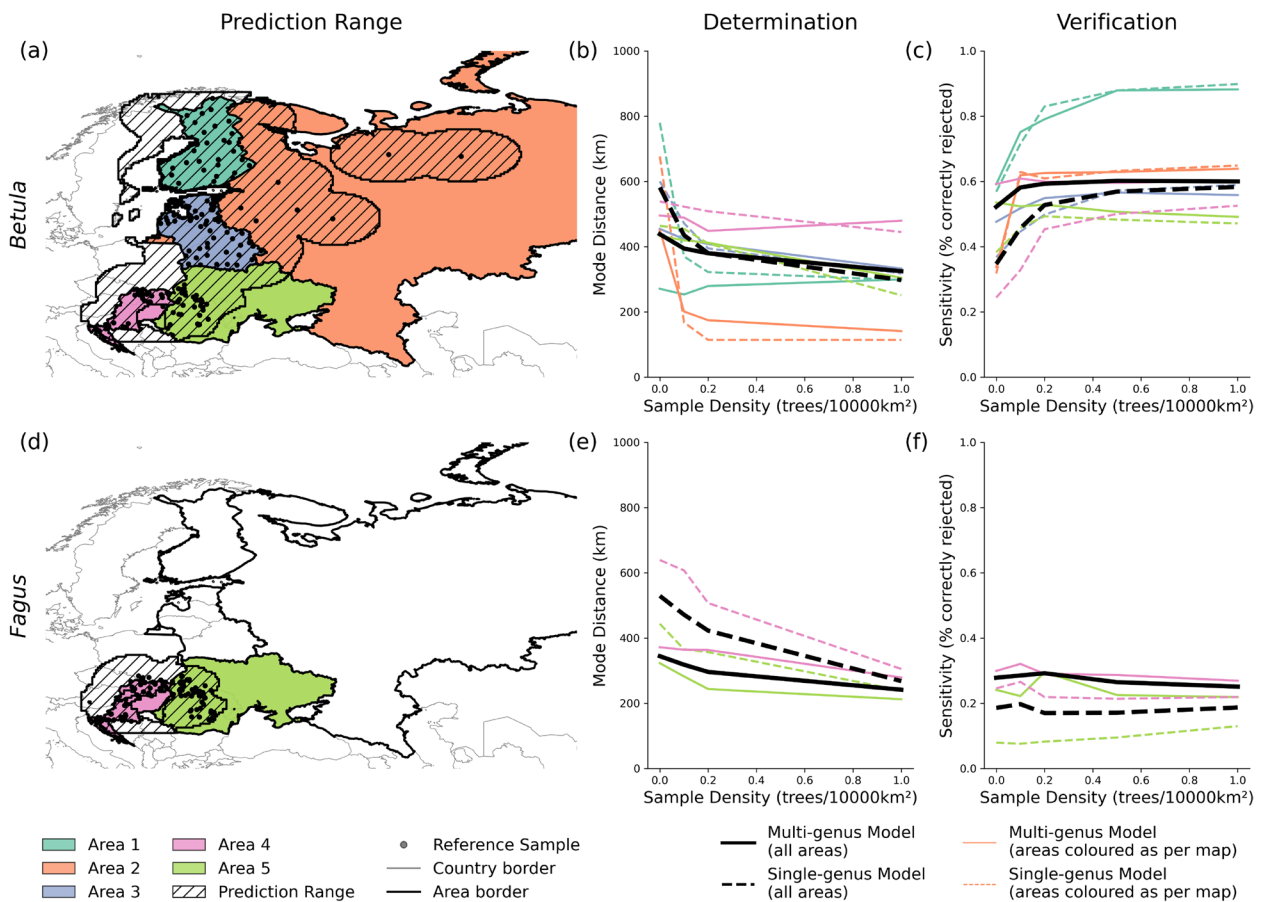 Prediction Range
Determination
Verification
(a)
(b)
(c)
Betula
Mode Distance (km)
1000
800
600
400
200
0
0.0 0.2 0.4 0.6 0.8 1.0
Sample Density (trees/10000km²)
Sensitivity (% correctly rejected)
1.0
0.8
0.6
0.4
0.2
0.0
0.0 0.2 0.4 0.6 0.8 1.0
Sample Density (trees/10000km²)
(d)
(e)
(f)
Fagus
Mode Distance (km)
1000
800
600
400
200
0
0.0 0.2 0.4 0.6 0.8 1.0
Sample Density (trees/10000km²)
Sensitivity (% correctly rejected)
1.0
0.8
0.6
0.4
0.2
0.0
0.0 0.2 0.4 0.6 0.8 1.0
Sample Density (trees/10000km²)
Area 1
Area 2
Area 3
Area 4
Area 5
Prediction Range
Reference Sample
Country border
Area border
Multi-genus Model
(all areas)
Single-genus Model
(all areas)
Multi-genus Model
(areas coloured as per map)
Single-genus Model
(areas coloured as per map)